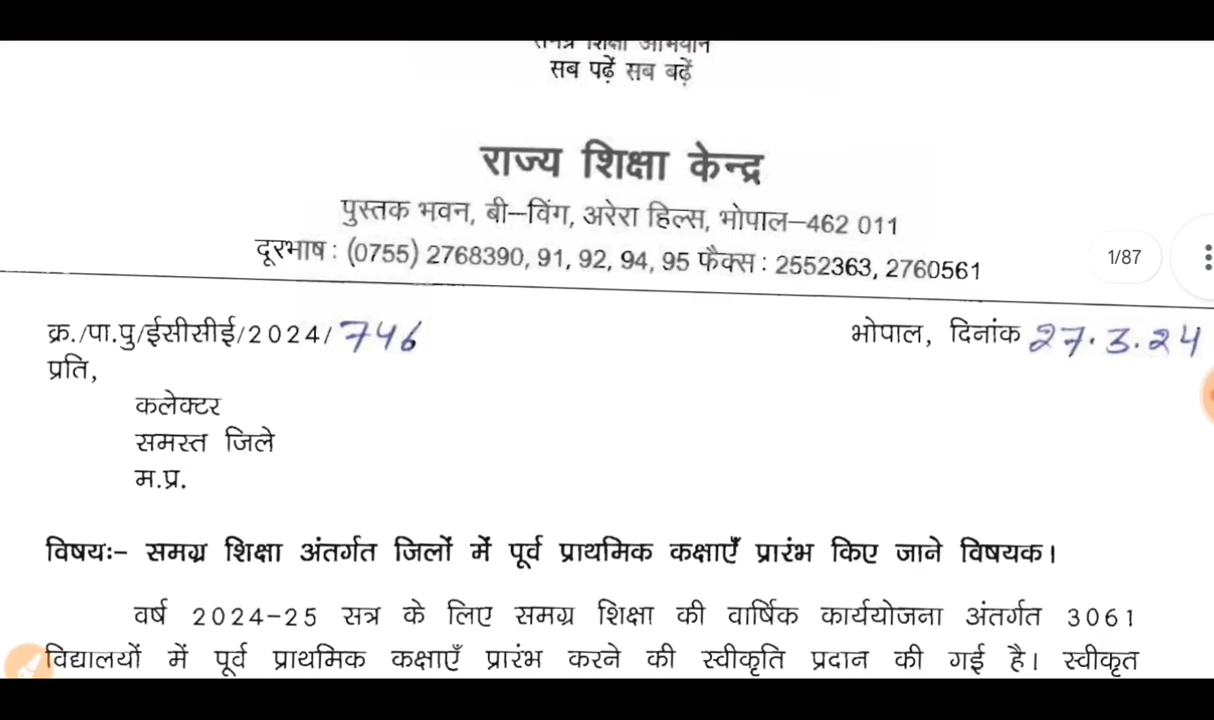 सब पढ़ें सब बढ़ें
राज्य शिक्षा केन्द्र
पुस्तक भवन, बी–विंग, अरेरा हिल्स, भोपाल–462 011
दूरभाष : (0755) 2768390, 91, 92, 94, 95 फैक्स : 2552363, 2760561
1/87
क्र./पा.पु/ईसीसीई/2024/ 746
भोपाल, दिनांक 27.3.24
प्रति,
कलेक्टर
समस्त जिले
म.प्र.
विषयः- समग्र शिक्षा अंतर्गत जिलों में पूर्व प्राथमिक कक्षाएँ प्रारंभ किए जाने विषयक।
वर्ष 2024-25 सत्र के लिए समग्र शिक्षा की वार्षिक कार्ययोजना अंतर्गत 3061
विद्यालयों में पूर्व प्राथमिक कक्षाएँ प्रारंभ करने की स्वीकृति प्रदान की गई है। स्वीकृत